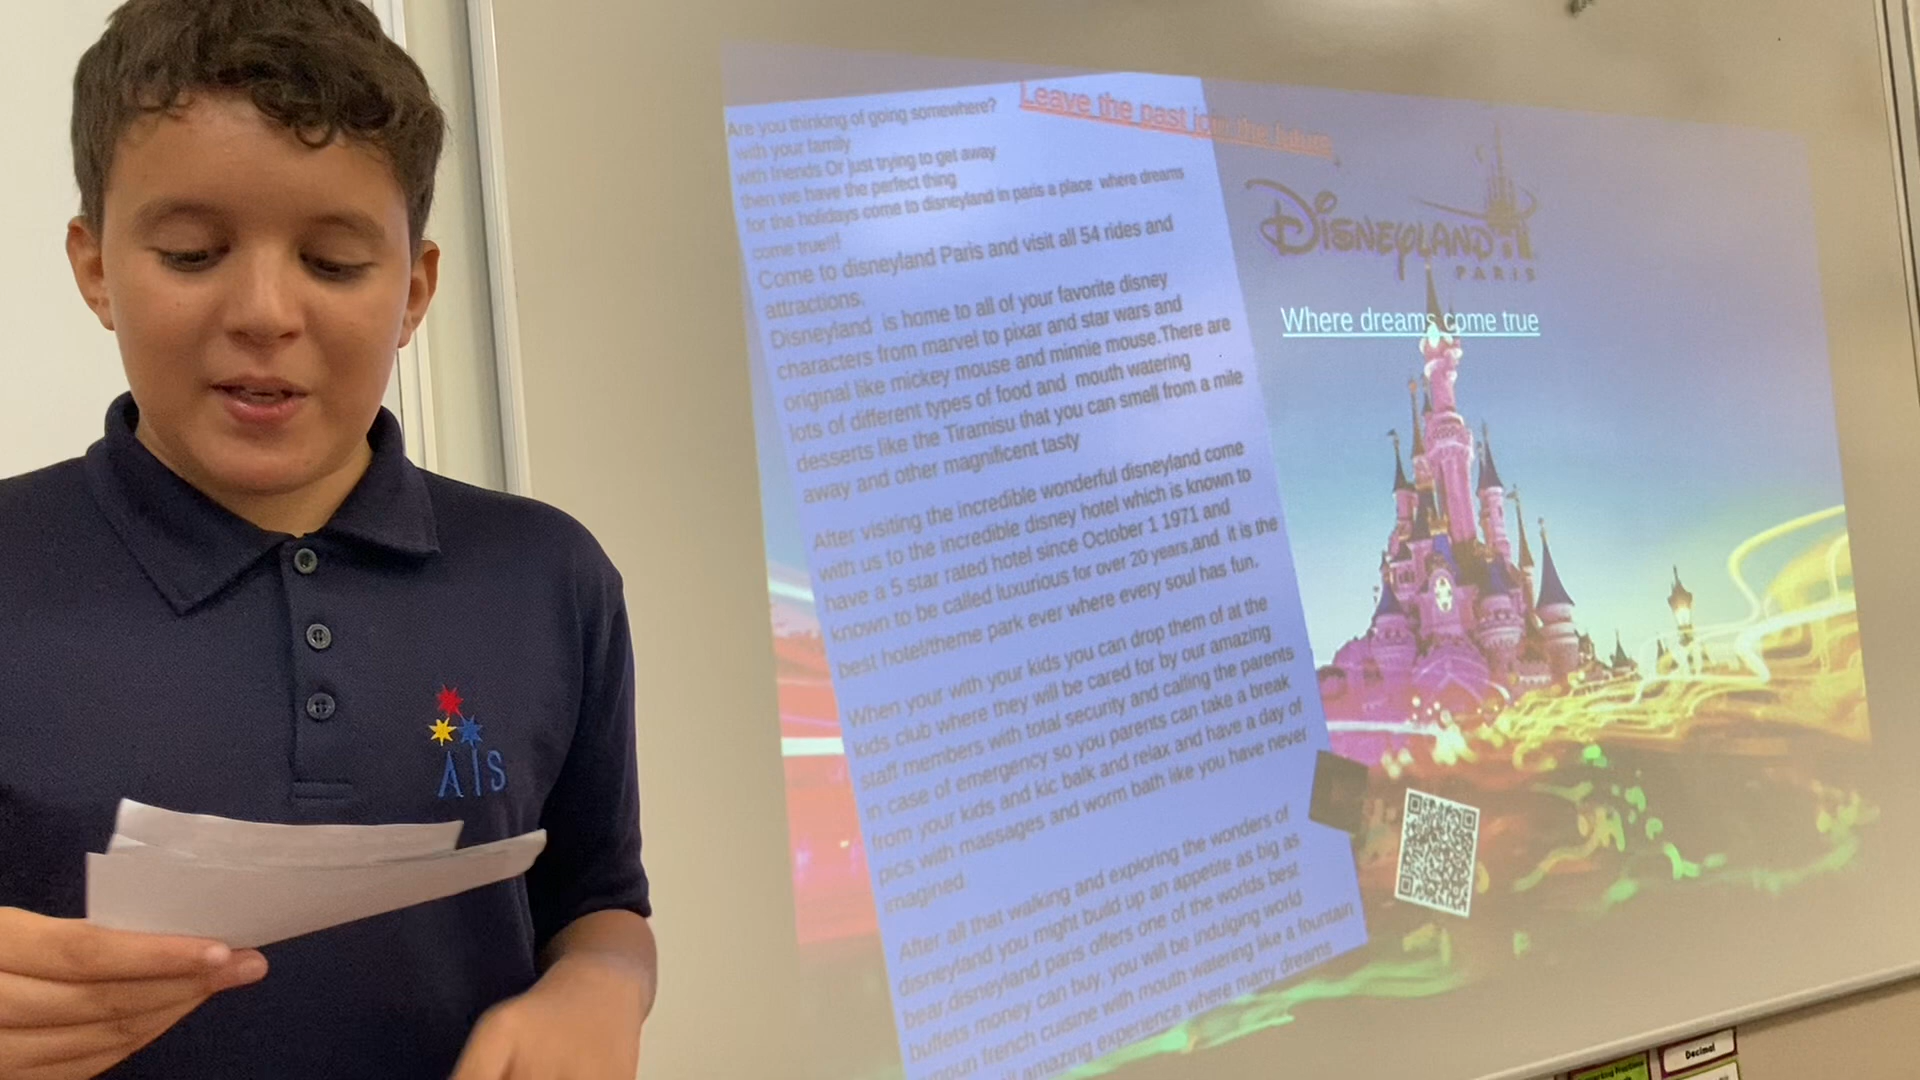 Leave the past join the future
Are you thinking of going somewhere?
with your family
with friends Or just trying to get away
then we have the perfect thing
for the holidays come to disneyland in paris a place where dreams
come true!!!
Come to disneyland Paris and visit all 54 rides and
attractions.
Disneyland is home to all of your favorite disney
characters from marvel to pixar and star wars and
original like mickey mouse and minnie mouse.There are
lots of different types of food and mouth watering
desserts like the Tiramisu that you can smell from a mile
away and other magnificent tasty
After visiting the incredible wonderful disneyland come
with us to the incredible disney hotel which is known to
have a 5 star rated hotel since October 1 1971 and
known to be called luxurious for over 20 years,and it is the
best hotel/theme park ever where every soul has fun.
When your with your kids you can drop them of at the
kids club where they will be cared for by our amazing
staff members with total security and calling the parents
in case of emergency so you parents can take a break
from your kids and kic balk and relax and have a day of
pics with massages and worm bath like you have never
imagined
After all that walking and exploring the wonders of
disneyland you might build up an appetite as big as
bear,disneyland paris offers one of the worlds best
buffets money can buy, you will be indulging world
french cuisine with mouth watering like a fountain
amazing experience where many dreams
DISNEYLAND
PARIS
Where dreams come true
AIS
Decimal